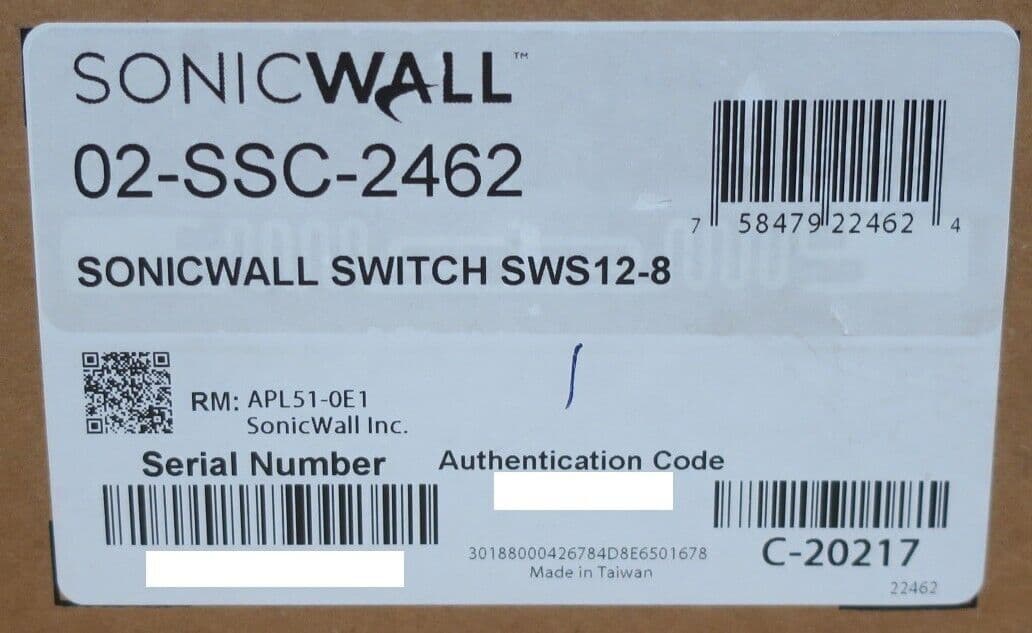 SONICWALL™
02-SSC-2462
7 58479 22462 4
SONICWALL SWITCH SWS12-8
RM: APL51-0E1
SonicWall Inc.
Serial Number
Authentication Code
30188000426784D8E6501678
Made in Taiwan
C-20217
22462